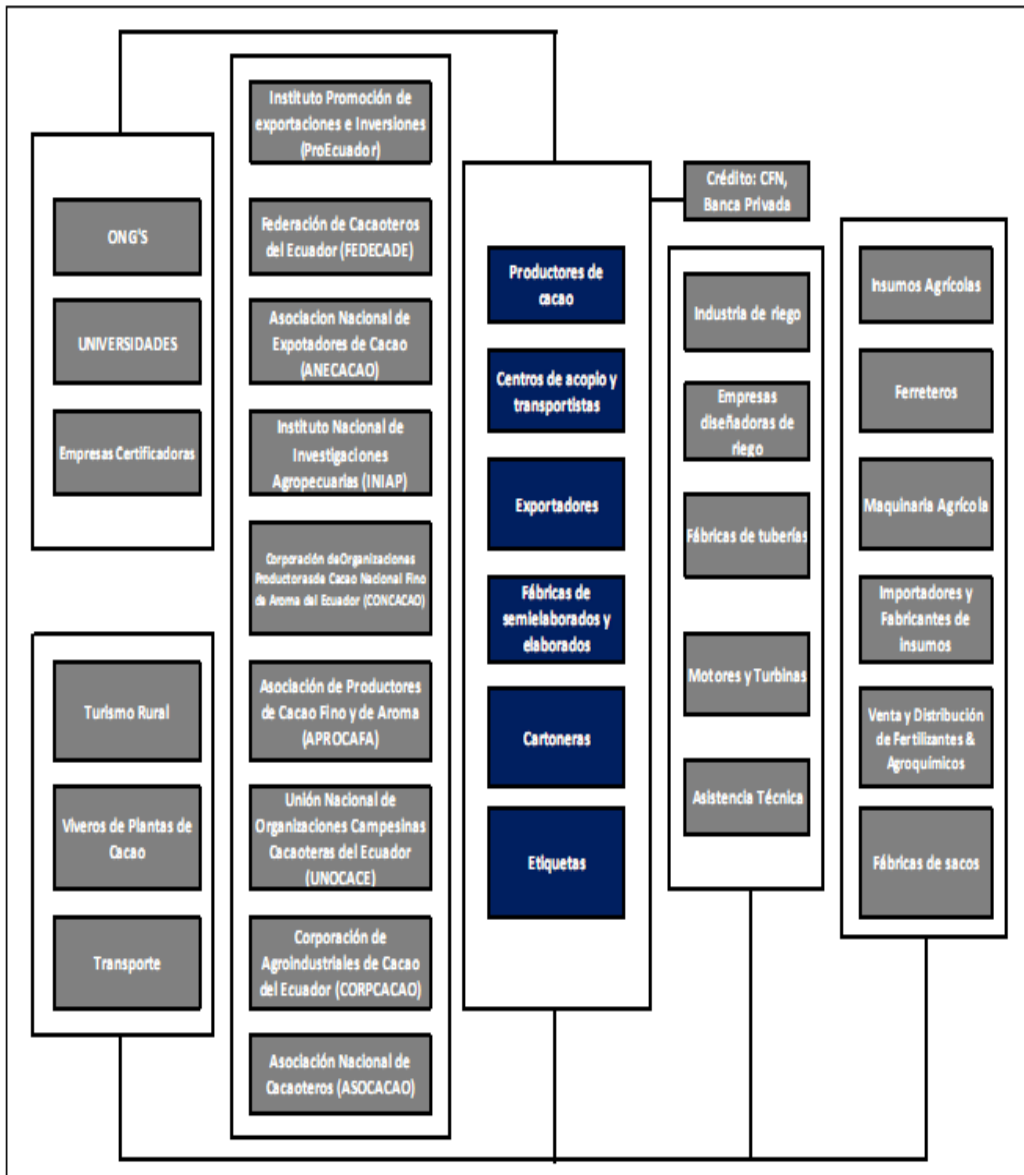 ONG'S
UNIVERSIDADES
Empresas Certificadoras
Turismo Rural
Viveros de Plantas de
Cacao
Transporte
Instituto Promoción de
exportaciones e Inversiones
(ProEcuador)
Federación de Cacaoteros
del Ecuador (FEDECADE)
Asociacion Nacional de
Expotadores de Cacao
(ANECACAO)
Instituto Nacional de
Investigaciones
Agropecuarias (INIAP)
Corporación de Organizaciones
Productoras de Cacao Nacional Fino
de Aroma del Ecuador (CONCACAO)
Asociación de Productores
de Cacao Fino y de Aroma
(APROCAFA)
Unión Nacional de
Organizaciones Campesinas
Cacaoteras del Ecuador
(UNOCACE)
Corporación de
Agroindustriales de Cacao
del Ecuador (CORPCACAO)
Asociación Nacional de
Cacaoteros (ASOCACAO)
Productores de
cacao
Centros de acopio y
transportistas
Exportadores
Fábricas de
semielaborados y
elaborados
Cartoneras
Etiquetas
Crédito: CFN,
Banca Privada
Industria de riego
Empresas
diseñadoras de
riego
Fábricas de tuberías
Motores y Turbinas
Asistencia Técnica
Insumos Agrícolas
Ferreteros
Maquinaria Agrícola
Importadores y
Fabricantes de
insumos
Venta y Distribución
de Fertilizantes &
Agroquímicos
Fábricas de sacos